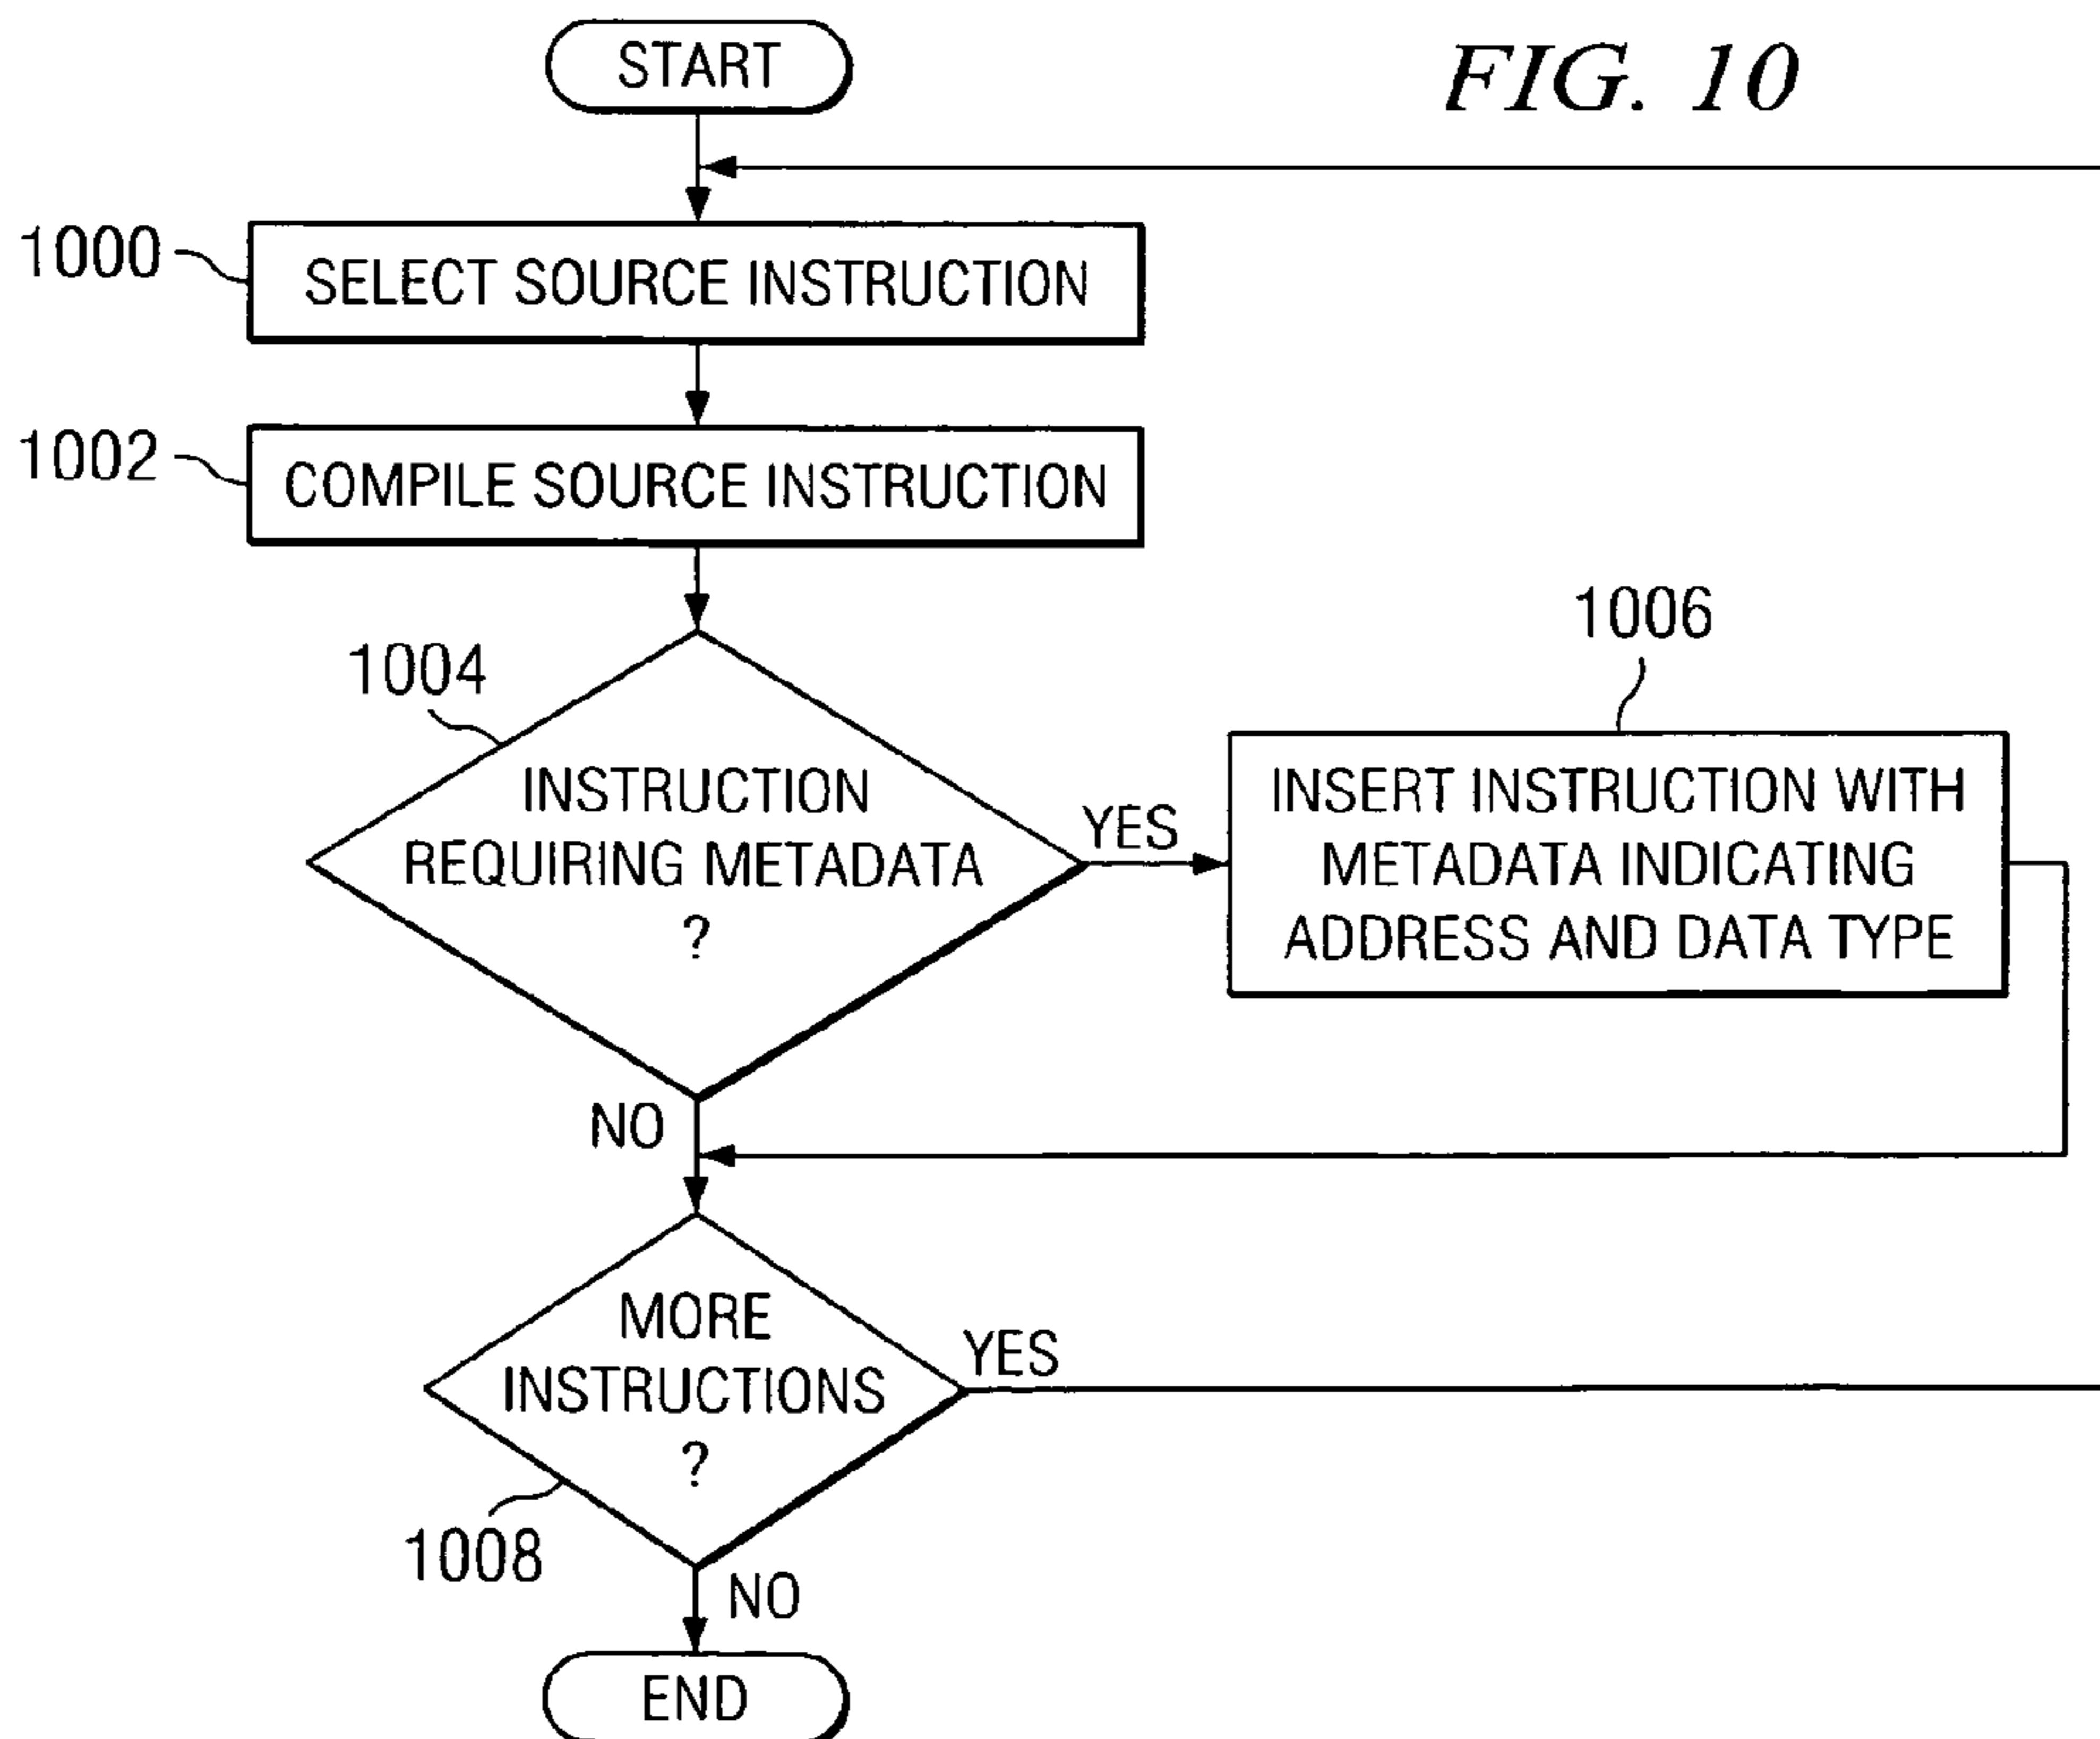 START
FIG. 10
1000
SELECT SOURCE INSTRUCTION
1002
COMPILE SOURCE INSTRUCTION
1004
INSTRUCTION
REQUIRING METADATA
?
YES
1006
INSERT INSTRUCTION WITH
METADATA INDICATING
ADDRESS AND DATA TYPE
NO
MORE
INSTRUCTIONS
?
YES
1008
NO
END